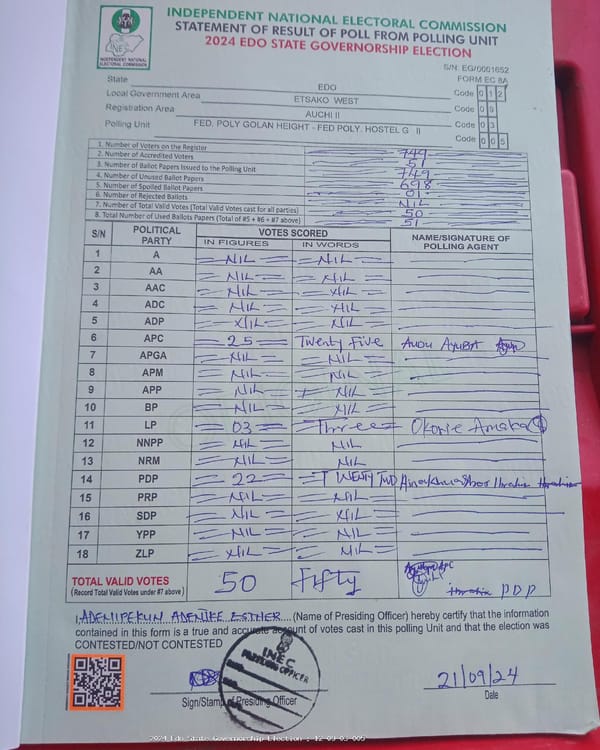 INDEPENDENT NATIONAL ELECTORAL COMMISSION
STATEMENT OF RESULT OF POLL FROM POLLING UNIT
2024 EDO STATE GOVERNORSHIP ELECTION
INEC
INDEPENDENT NATIONAL ELECTORAL COMMISSION
S/N: EG/0001652
FORM EC 8A
State EDO Code 0 1 2
Local Government Area ETSAKO WEST Code 0 9
Registration Area AUCHI II Code 0 3
Polling Unit FED. POLY GOLAN HEIGHT - FED POLY. HOSTEL G II Code 0 0 5
1. Number of Voters on the Register 749
2. Number of Accredited Voters 51
3. Number of Ballot Papers Issued to the Polling Unit 749
4. Number of Unused Ballot Papers 698
5. Number of Spoiled Ballot Papers 01
6. Number of Rejected Ballots NIL
7. Number of Total Valid Votes (Total Valid Votes cast for all parties) 50
8. Total Number of Used Ballots Papers (Total of #5 + #6 + #7 above) 51
S/N POLITICAL PARTY VOTES SCORED NAME/SIGNATURE OF POLLING AGENT
IN FIGURES IN WORDS
1 A NIL NIL
2 AA NIL NIL
3 AAC NIL NIL
4 ADC NIL NIL
5 ADP NIL NIL
6 APC 25 Twenty Five AUDU AYUBA
7 APGA NIL NIL
8 APM NIL NIL
9 APP NIL NIL
10 BP NIL NIL
11 LP 03 Three Okorie Amaka
12 NNPP NIL NIL
13 NRM NIL NIL
14 PDP 22 TWENTY TWO Ibrahim
15 PRP NIL NIL
16 SDP NIL NIL
17 YPP NIL NIL
18 ZLP NIL NIL
TOTAL VALID VOTES 50 Fifty APC
(Record Total Valid Votes under #7 above) Ibrahim PDP
I, ADENIPEKUN ADENIKE ESTHER (Name of Presiding Officer) hereby certify that the information
contained in this form is a true and accurate account of votes cast in this polling Unit and that the election was
CONTESTED/NOT CONTESTED
INEC
PRESIDING OFFICER
21/09/24
Sign/Stamp of Presiding Officer Date
2024 Edo State Governorship Election : 12-09-03-005